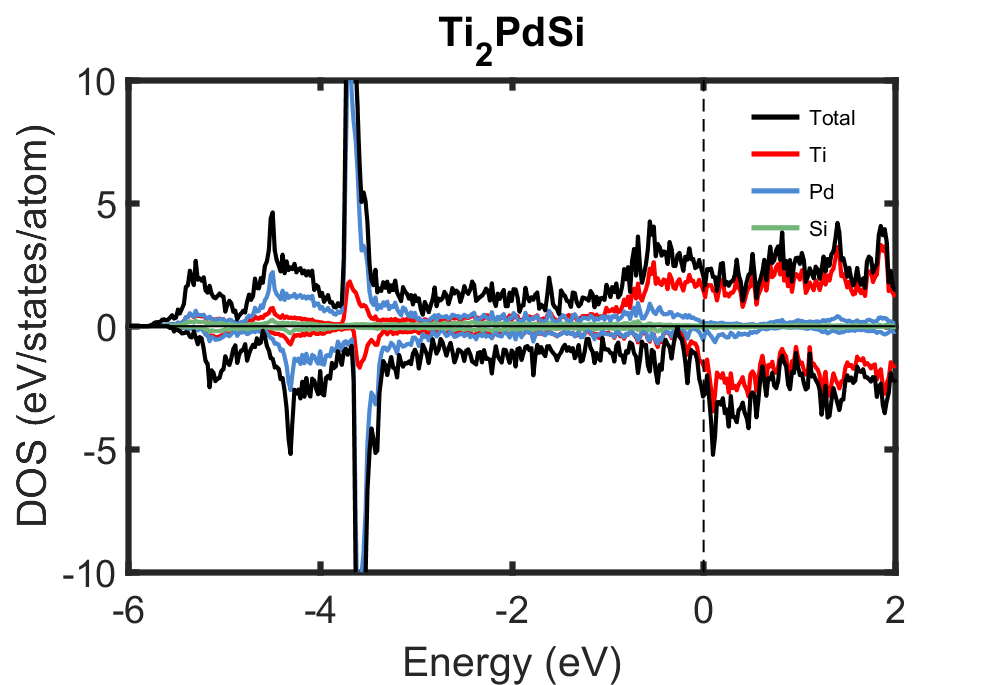 Ti2PdSi
DOS (eV/states/atom)
10
5
0
-5
-10
Total
Ti
Pd
Si
-6 -4 -2 0 2
Energy (eV)